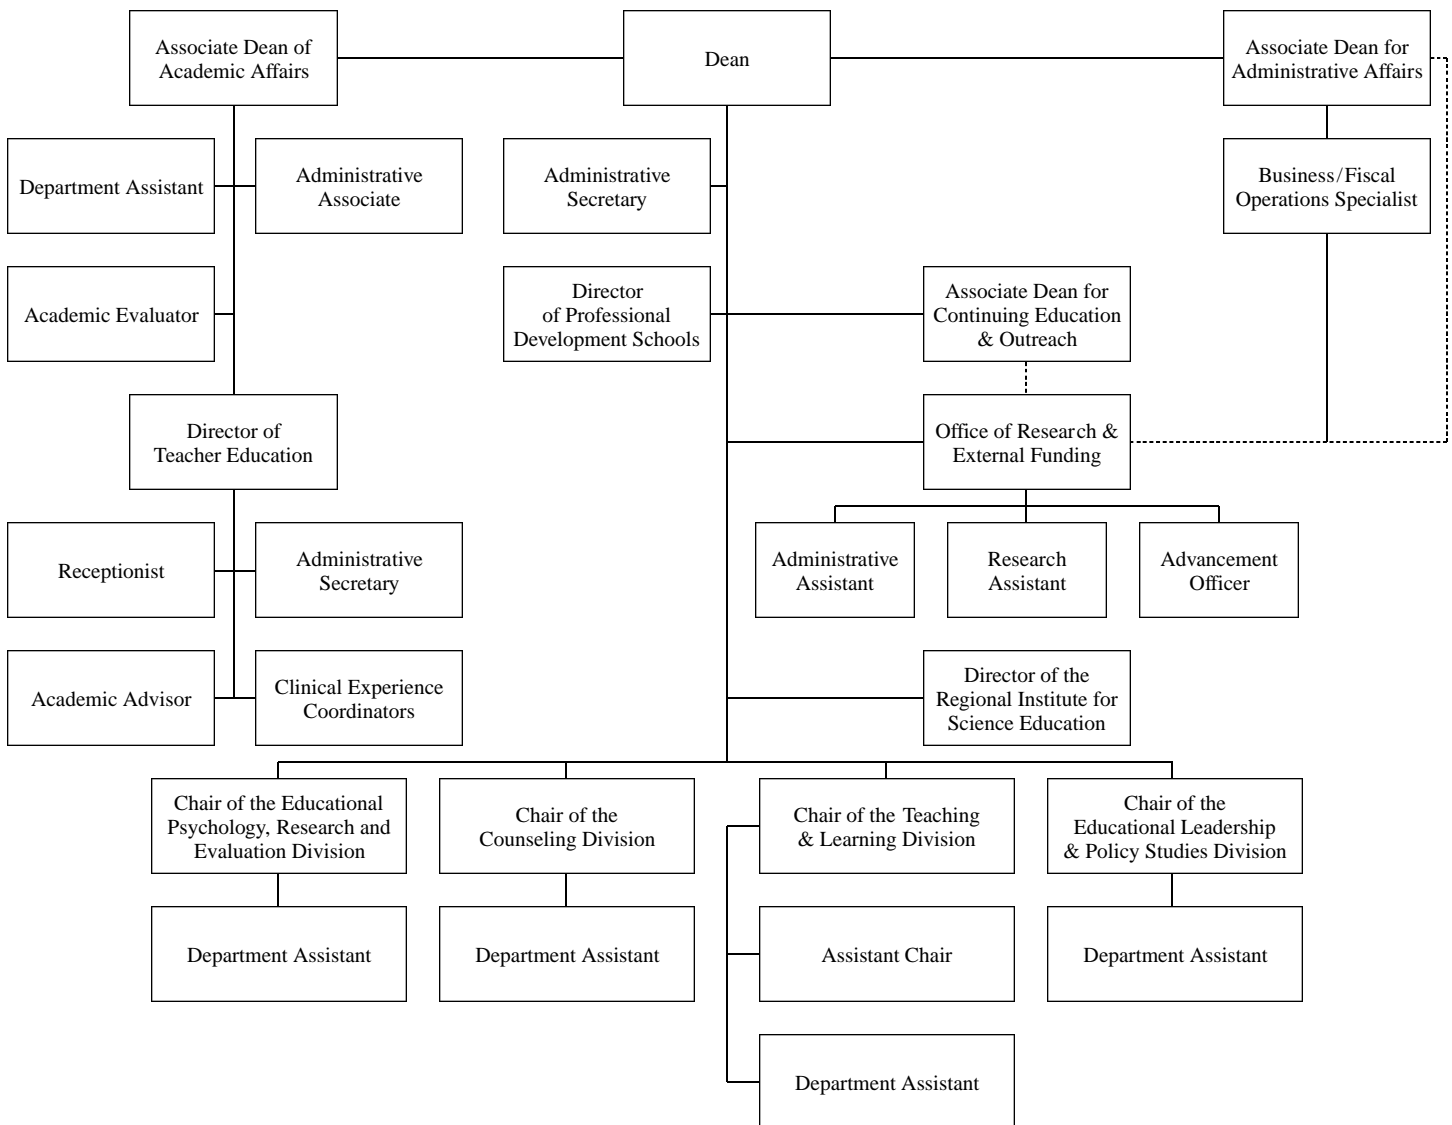 Associate Dean of
Academic Affairs
Dean
Associate Dean for
Administrative Affairs
Department Assistant
Administrative
Associate
Administrative
Secretary
Business/Fiscal
Operations Specialist
Academic Evaluator
Director
of Professional
Development Schools
Associate Dean for
Continuing Education
& Outreach
Director of
Teacher Education
Office of Research &
External Funding
Receptionist
Administrative
Secretary
Administrative
Assistant
Research
Assistant
Advancement
Officer
Academic Advisor
Clinical Experience
Coordinators
Director of the
Regional Institute for
Science Education
Chair of the Educational
Psychology, Research and
Evaluation Division
Chair of the
Counseling Division
Chair of the Teaching
& Learning Division
Chair of the
Educational Leadership
& Policy Studies Division
Department Assistant
Department Assistant
Assistant Chair
Department Assistant
Department Assistant